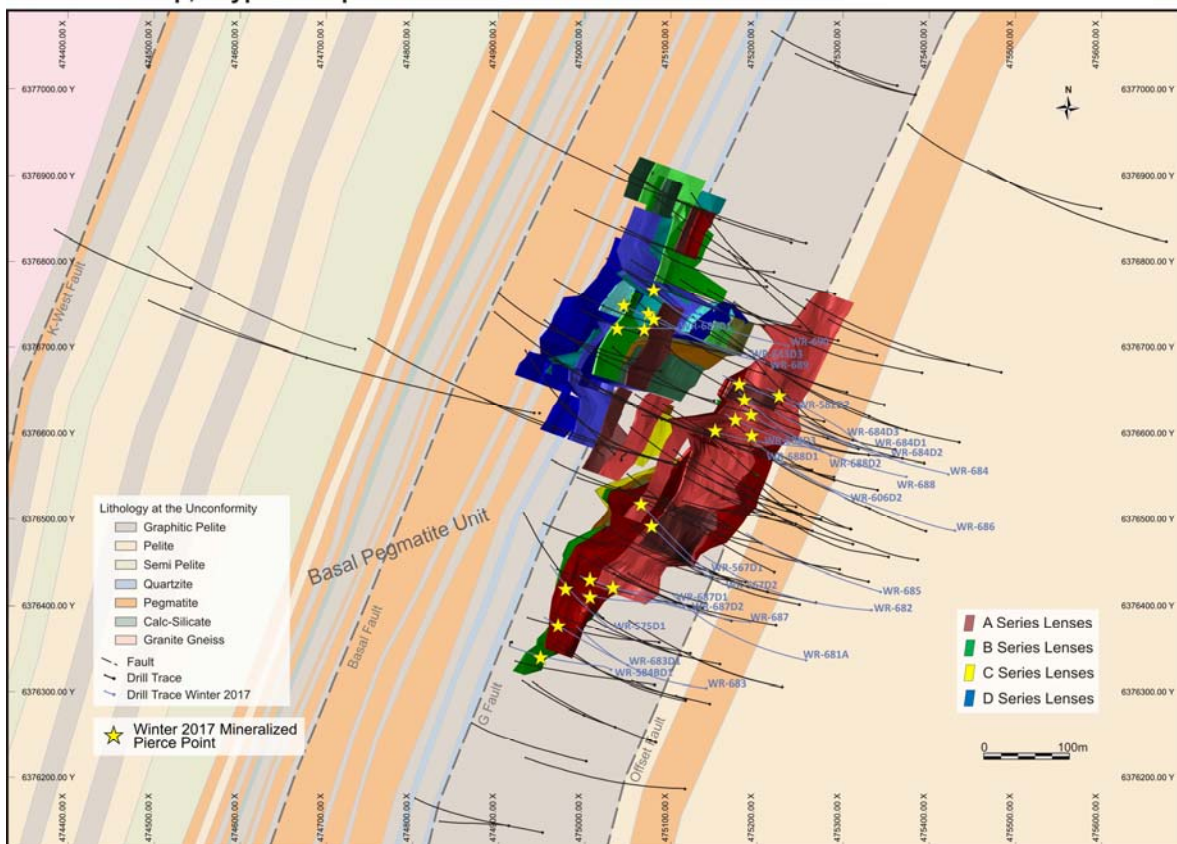 474400.00 X
474500.00 X
474600.00 X
474700.00 X
474800.00 X
474900.00 X
475000.00 X
475100.00 X
475200.00 X
475300.00 X
475400.00 X
475500.00 X
475600.00 X
6377000.00 Y
6377000.00 Y
N
6376900.00 Y
6376900.00 Y
6376800.00 Y
6376800.00 Y
K-West Fault
6376700.00 Y
6376700.00 Y
WR-690
WR-689
6376600.00 Y
6376600.00 Y
WR-684D3
WR-684D1
WR-684D2
WR-684
WR-688D1
WR-688D2
WR-688
WR-606D2
WR-686
6376500.00 Y
6376500.00 Y
Basal Pegmatite Unit
WR-567D1
WR-567D2
WR-685
WR-687D1
WR-687D2
WR-682
WR-687
WR-575D1
6376400.00 Y
6376400.00 Y
Basal Fault
WR-681A
WR-683D1
WR-584BD1
WR-683
6376300.00 Y
6376300.00 Y
G Fault
Offset Fault
6376200.00 Y
6376200.00 Y
Lithology at the Unconformity
Graphitic Pelite
Pelite
Semi Pelite
Quartzite
Pegmatite
Calc-Silicate
Granite Gneiss
Fault
Drill Trace
Drill Trace Winter 2017
Winter 2017 Mineralized
Pierce Point
A Series Lenses
B Series Lenses
C Series Lenses
D Series Lenses
0 100m
474400.00 X
474500.00 X
474600.00 X
474700.00 X
474800.00 X
474900.00 X
475000.00 X
475100.00 X
475200.00 X
475300.00 X
475400.00 X
475500.00 X
475600.00 X